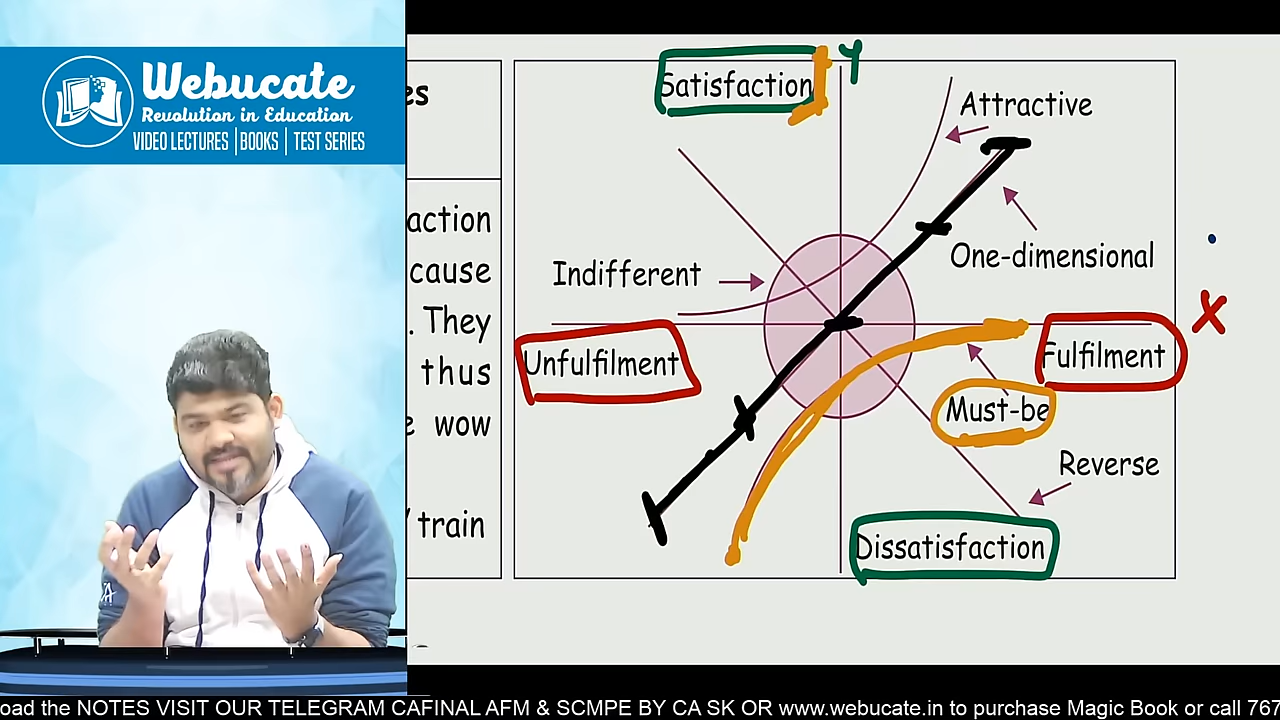 Webucate
Revolution in Education
VIDEO LECTURES | BOOKS | TEST SERIES
es
action
cause
. They
thus
e wow
/ train
Satisfaction
Y
Attractive
One-dimensional
Indifferent
X
Unfulfilment
Fulfilment
Must-be
Reverse
Dissatisfaction
oad the NOTES VISIT OUR TELEGRAM CAFINAL AFM & SCMPE BY CA SK OR www.webucate.in to purchase Magic Book or call 767